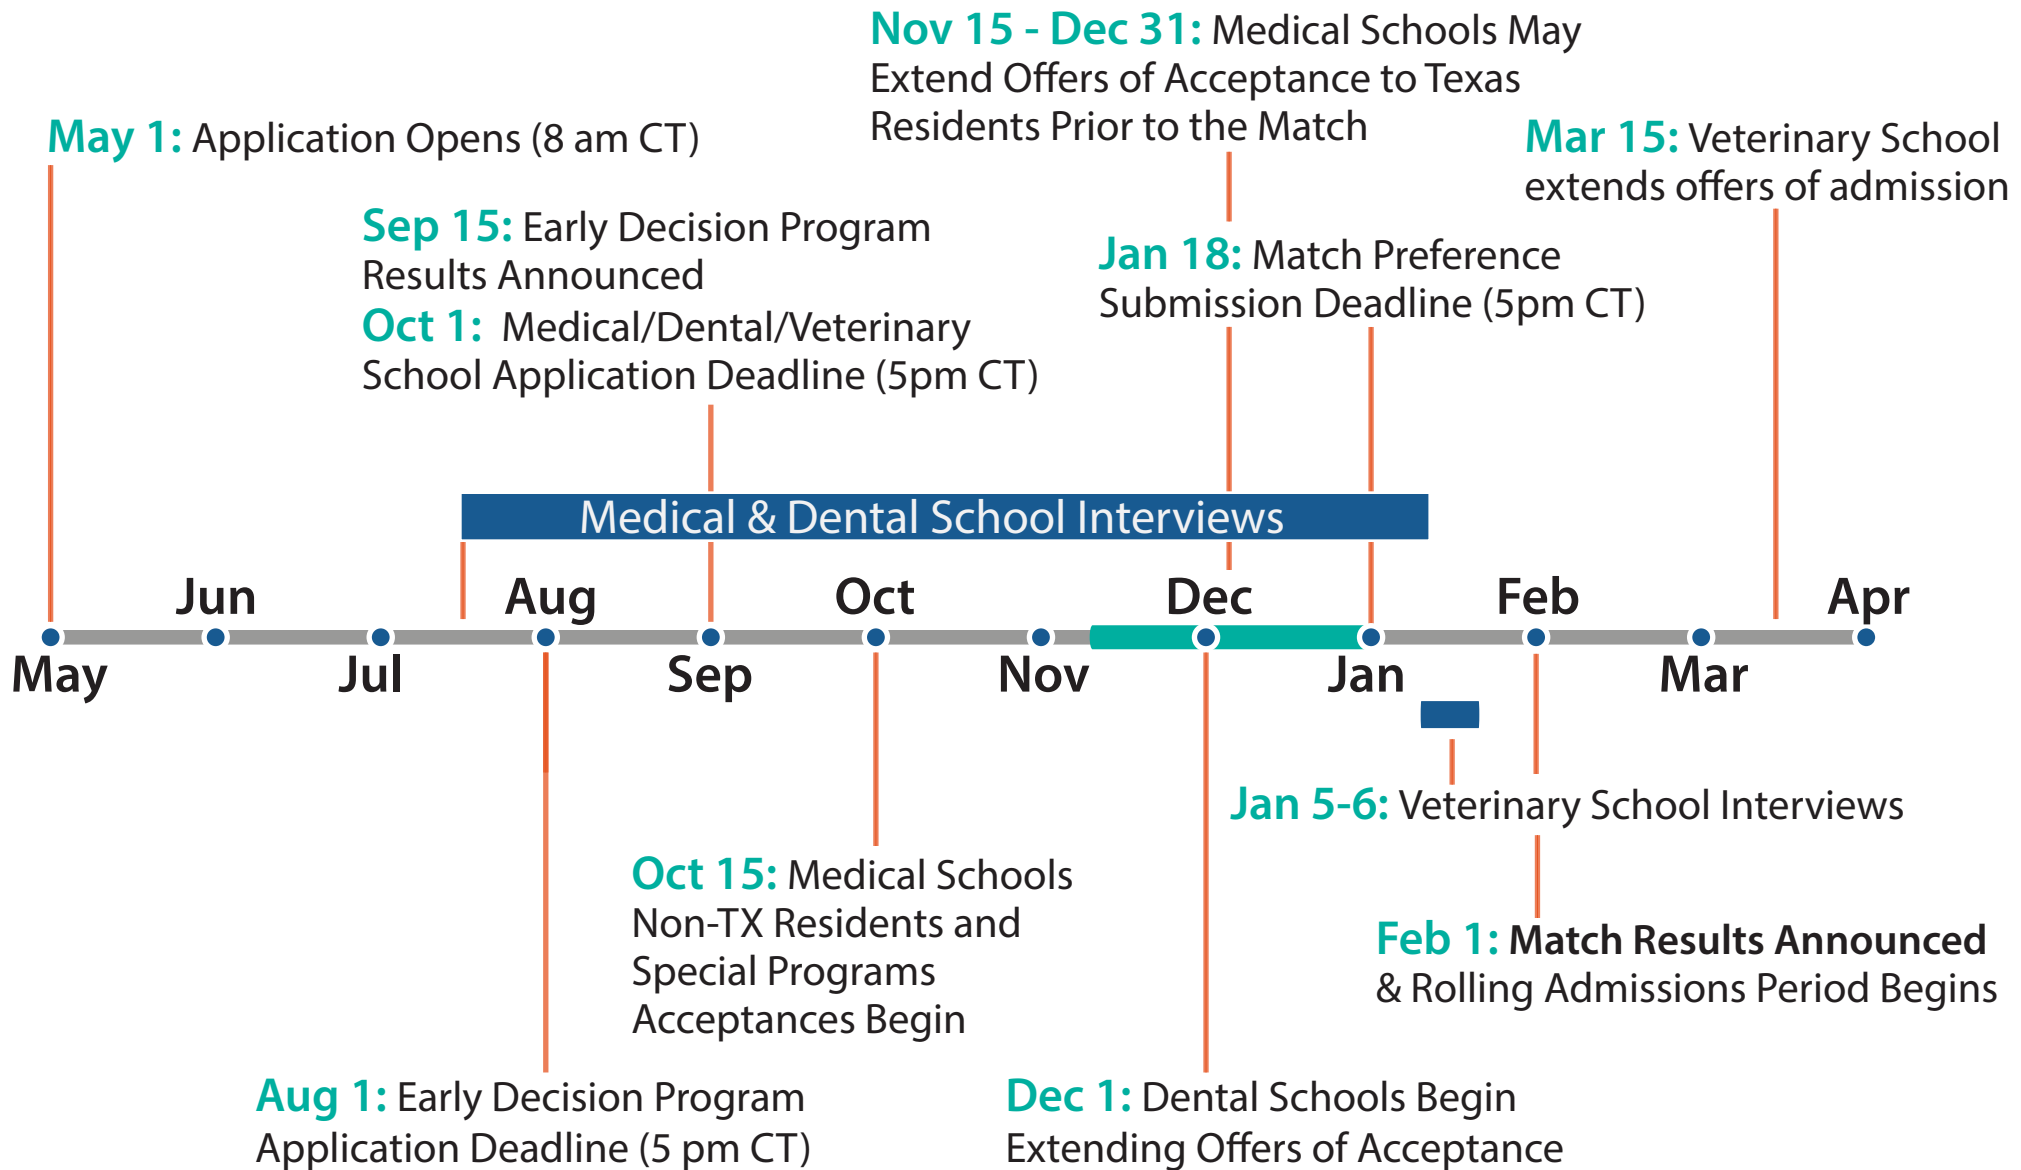 Nov 15 - Dec 31: Medical Schools May
Extend Offers of Acceptance to Texas
Residents Prior to the Match
May 1: Application Opens (8 am CT)
Mar 15: Veterinary School
extends offers of admission
Sep 15: Early Decision Program
Results Announced
Oct 1: Medical/Dental/Veterinary
School Application Deadline (5pm CT)
Jan 18: Match Preference
Submission Deadline (5pm CT)
Medical & Dental School Interviews
Jun
Aug
Oct
Dec
Feb
Apr
May
Jul
Sep
Nov
Jan
Mar
Jan 5-6: Veterinary School Interviews
Oct 15: Medical Schools
Non-TX Residents and
Special Programs
Acceptances Begin
Feb 1: Match Results Announced
& Rolling Admissions Period Begins
Aug 1: Early Decision Program
Application Deadline (5 pm CT)
Dec 1: Dental Schools Begin
Extending Offers of Acceptance